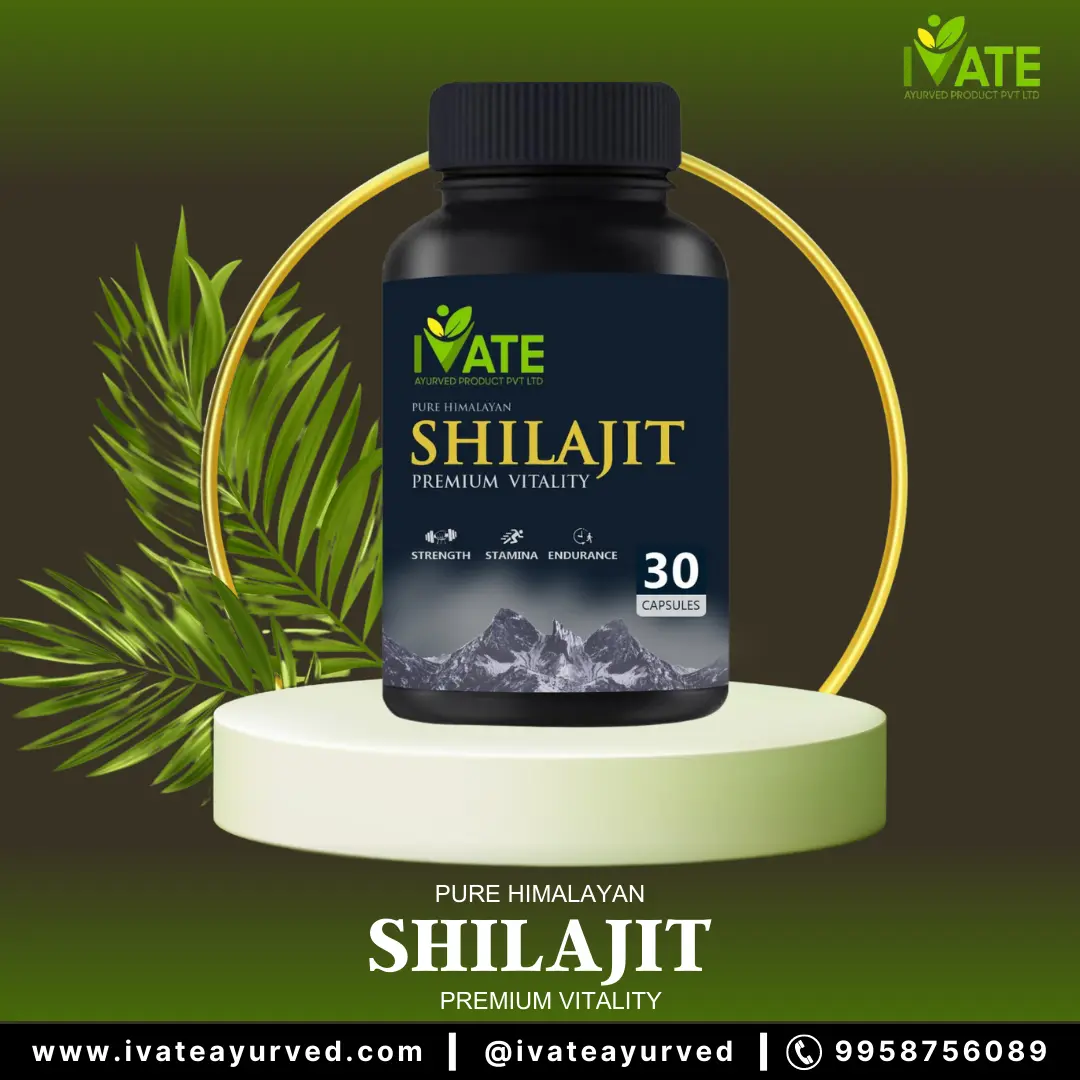 IVATE
AYURVED PRODUCT PVT LTD
IVATE
AYURVED PRODUCT PVT LTD
PURE HIMALAYAN
SHILAJIT
PREMIUM VITALITY
STRENGTH STAMINA ENDURANCE
30
CAPSULES
PURE HIMALAYAN
SHILAJIT
PREMIUM VITALITY
www.ivateayurved.com | @ivateayurved | 9958756089